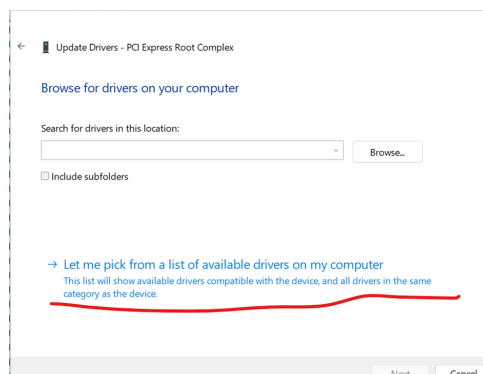 Update Drivers - PCI Express Root Complex
Browse for drivers on your computer
Search for drivers in this location:
Browse...
Include subfolders
→ Let me pick from a list of available drivers on my computer
This list will show available drivers compatible with the device, and all drivers in the same
category as the device.
Next Cancel